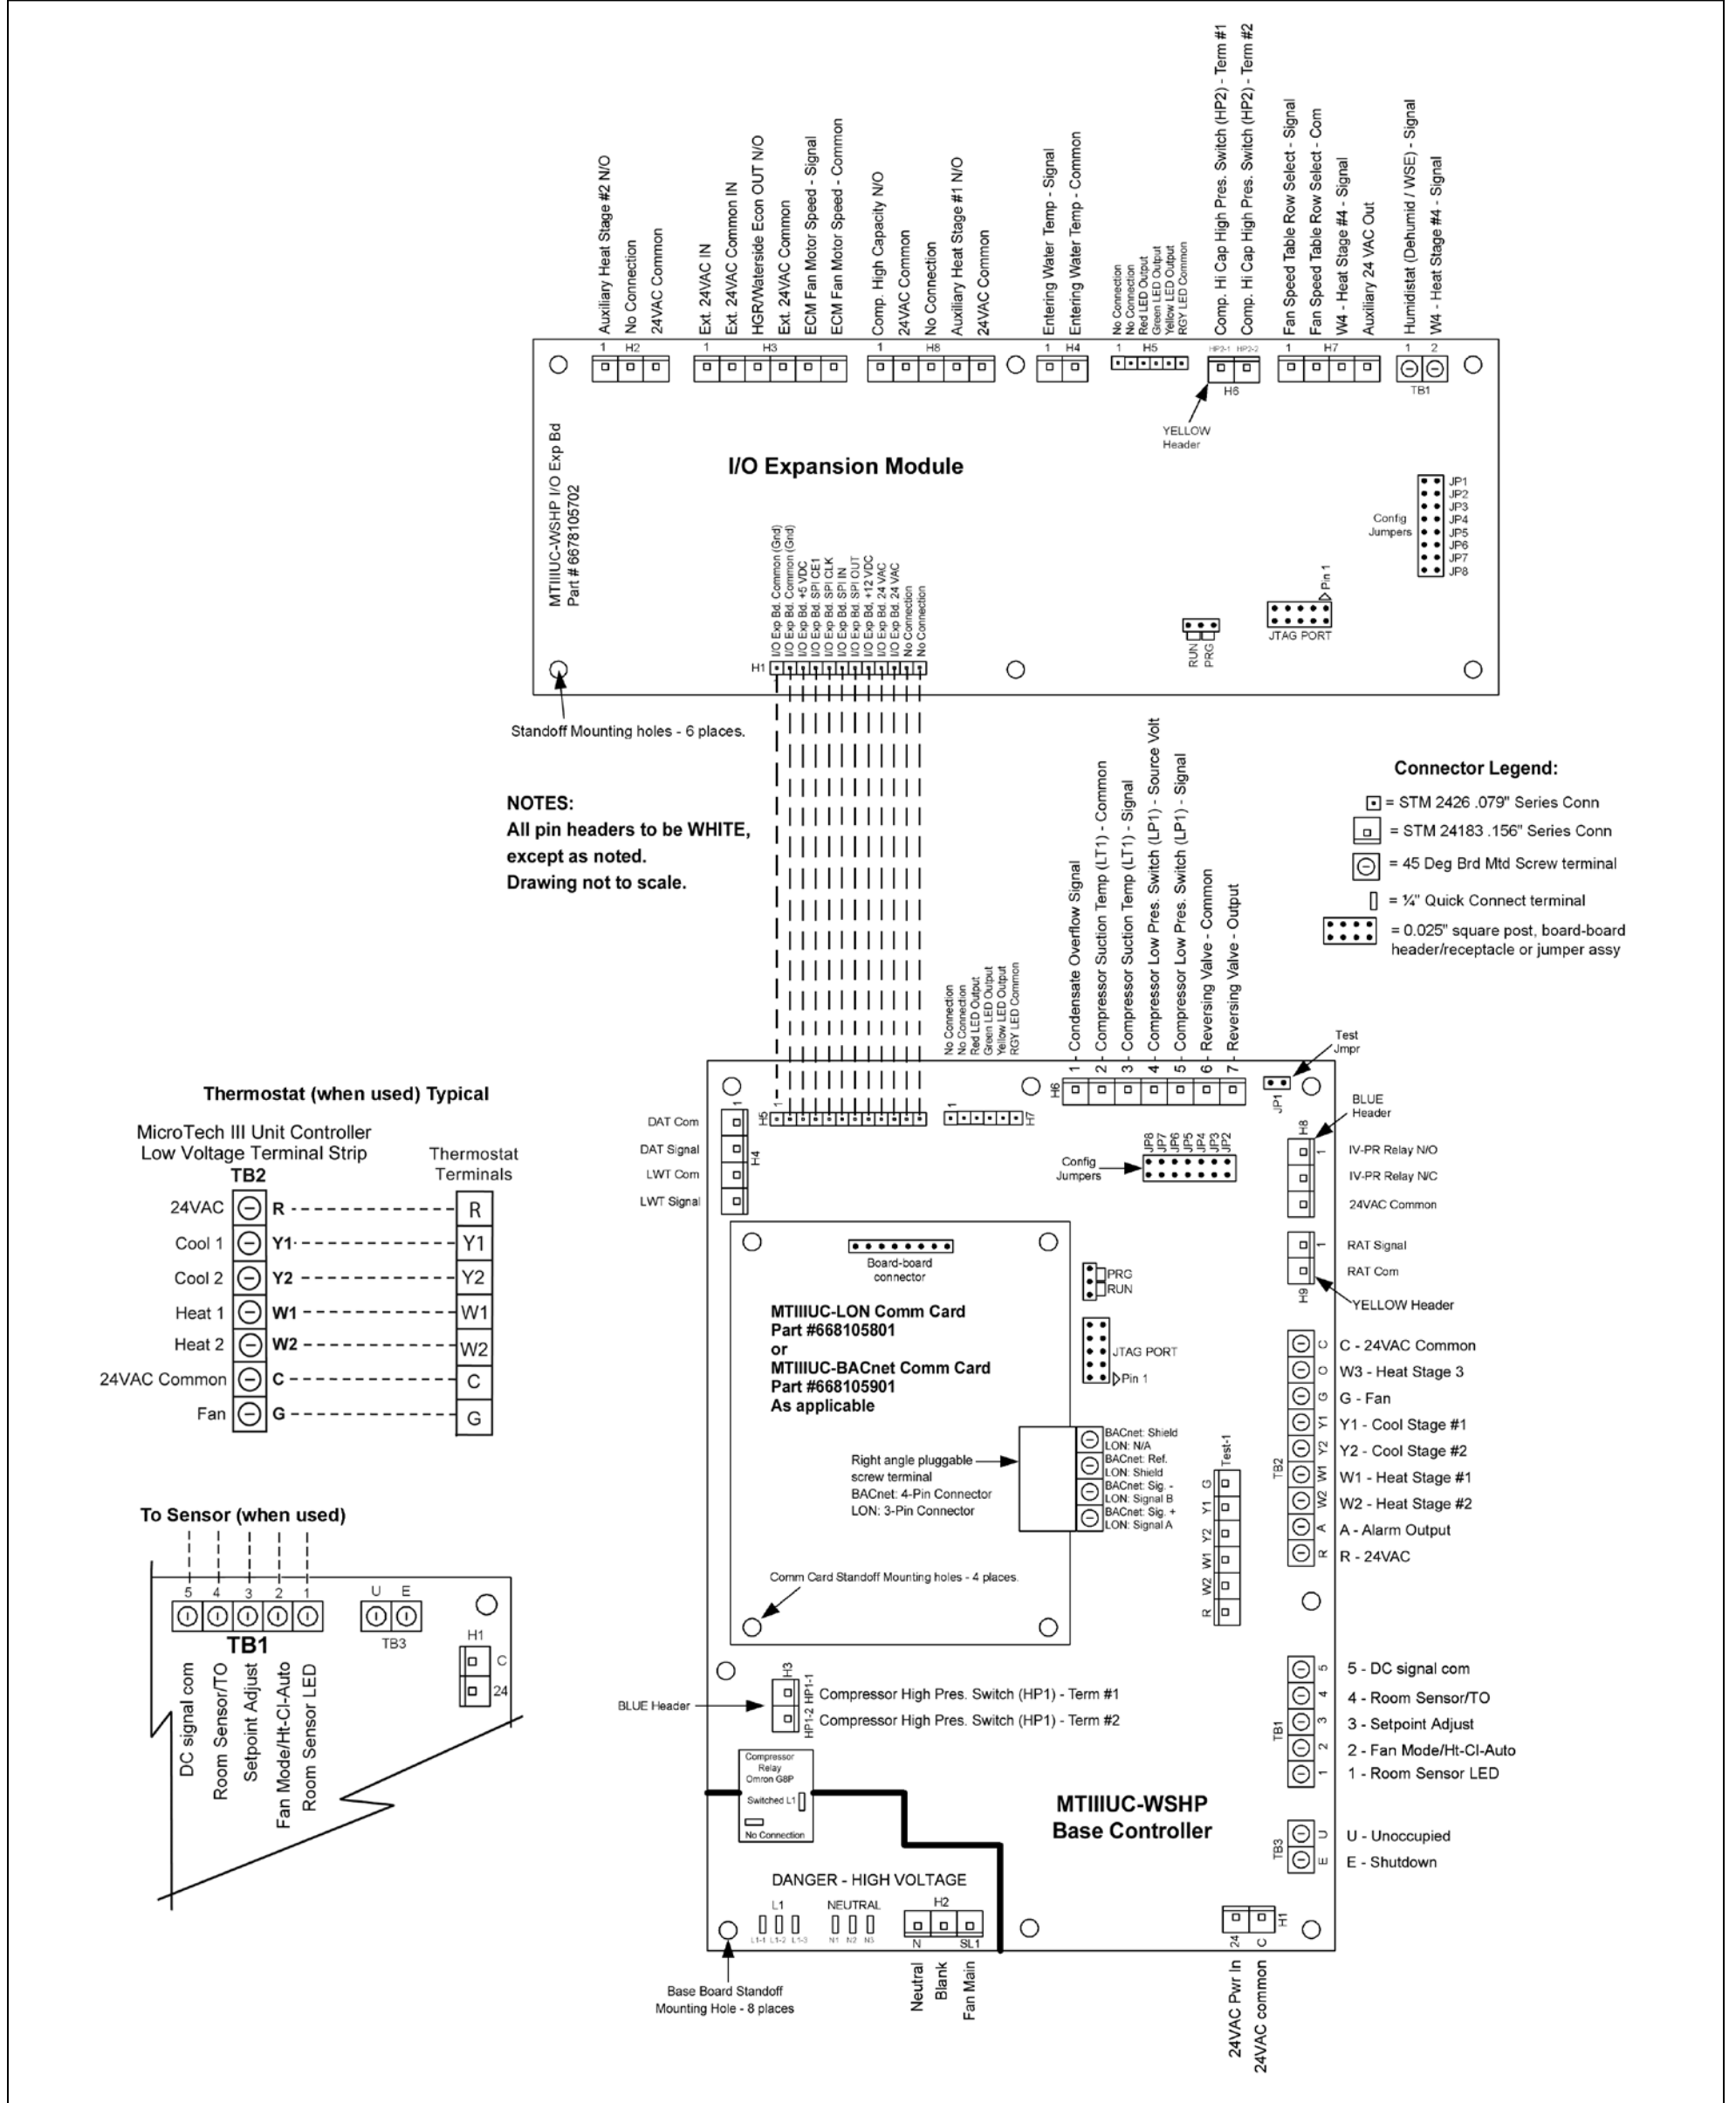 Auxiliary Heat Stage #2 N/O
No Connection
24VAC Common
Ext. 24VAC IN
Ext. 24VAC Common IN
HGR/Waterside Econ OUT N/O
Ext. 24VAC Common
ECM Fan Motor Speed - Signal
ECM Fan Motor Speed - Common
Comp. High Capacity N/O
24VAC Common
No Connection
Auxiliary Heat Stage #1 N/O
24VAC Common
Entering Water Temp - Signal
Entering Water Temp - Common
No Connection
No Connection
Red LED Output
Green LED Output
Yellow LED Output
RGY LED Common
Comp. Hi Cap High Pres. Switch (HP2) - Term #1
Comp. Hi Cap High Pres. Switch (HP2) - Term #2
Fan Speed Table Row Select - Signal
Fan Speed Table Row Select - Com
W4 - Heat Stage #4 - Signal
Auxiliary 24 VAC Out
Humidistat (Dehumid / WSE) - Signal
W4 - Heat Stage #4 - Signal
1 H2
1 H3
1 H8
1 H4
1 H5
HP2-1 HP2-2
H6
1 H7
1 2
TB1
YELLOW
Header
MTIIIUC-WSHP I/O Exp Bd
Part # 6678105702
I/O Expansion Module
Config
Jumpers
JP1
JP2
JP3
JP4
JP5
JP6
JP7
JP8
Pin 1
JTAG PORT
RUN
PRG
I/O Exp Bd. Common (Gnd)
I/O Exp Bd. Common (Gnd)
I/O Exp Bd. +5 VDC
I/O Exp Bd. SPI CE1
I/O Exp Bd. SPI CLK
I/O Exp Bd. SPI IN
I/O Exp Bd. SPI OUT
I/O Exp Bd. +12 VDC
I/O Exp Bd. 24 VAC
I/O Exp Bd. 24 VAC
No Connection
No Connection
H1
1
Standoff Mounting holes - 6 places.
NOTES:
All pin headers to be WHITE,
except as noted.
Drawing not to scale.
Connector Legend:
= STM 2426 .079" Series Conn
= STM 24183 .156" Series Conn
= 45 Deg Brd Mtd Screw terminal
= ¼" Quick Connect terminal
= 0.025" square post, board-board
header/receptacle or jumper assy
No Connection
No Connection
Red LED Output
Green LED Output
Yellow LED Output
RGY LED Common
1 - Condensate Overflow Signal
2 - Compressor Suction Temp (LT1) - Common
3 - Compressor Suction Temp (LT1) - Signal
4 - Compressor Low Pres. Switch (LP1) - Source Volt
5 - Compressor Low Pres. Switch (LP1) - Signal
6 - Reversing Valve - Common
7 - Reversing Valve - Output
H6
Test
Jmpr
JP1
Thermostat (when used) Typical
MicroTech III Unit Controller
Low Voltage Terminal Strip
TB2
Thermostat
Terminals
24VAC R R
Cool 1 Y1 Y1
Cool 2 Y2 Y2
Heat 1 W1 W1
Heat 2 W2 W2
24VAC Common C C
Fan G G
DAT Com
DAT Signal
LWT Com
LWT Signal
1
H4
H5 1
1 H7
Config
Jumpers
JP8
JP7
JP6
JP5
JP4
JP3
JP2
BLUE
Header
H8
1
IV-PR Relay N/O
IV-PR Relay N/C
24VAC Common
1
RAT Signal
RAT Com
H9
YELLOW Header
Board-board
connector
MTIIIUC-LON Comm Card
Part #668105801
or
MTIIIUC-BACnet Comm Card
Part #668105901
As applicable
PRG
RUN
JTAG PORT
Pin 1
Right angle pluggable
screw terminal
BACnet: 4-Pin Connector
LON: 3-Pin Connector
BACnet: Shield
LON: N/A
BACnet: Ref.
LON: Shield
BACnet: Sig. -
LON: Signal B
BACnet: Sig. +
LON: Signal A
Test-1
G
Y1
Y2
W1
W2
R
TB2
C C - 24VAC Common
O W3 - Heat Stage 3
G G - Fan
Y1 Y1 - Cool Stage #1
Y2 Y2 - Cool Stage #2
W1 W1 - Heat Stage #1
W2 W2 - Heat Stage #2
A A - Alarm Output
R R - 24VAC
Comm Card Standoff Mounting holes - 4 places.
To Sensor (when used)
5 4 3 2 1
TB1
U E
TB3
H1
C
24
DC signal com
Room Sensor/TO
Setpoint Adjust
Fan Mode/Ht-Cl-Auto
Room Sensor LED
BLUE Header
H3
HP1-1
HP1-2
Compressor High Pres. Switch (HP1) - Term #1
Compressor High Pres. Switch (HP1) - Term #2
Compressor
Relay
Omron G8P
Switched L1
No Connection
TB1
5 5 - DC signal com
4 4 - Room Sensor/TO
3 3 - Setpoint Adjust
2 2 - Fan Mode/Ht-Cl-Auto
1 1 - Room Sensor LED
MTIIIUC-WSHP
Base Controller
TB3
U U - Unoccupied
E E - Shutdown
DANGER - HIGH VOLTAGE
L1
L1-1 L1-2 L1-3
NEUTRAL
N1 N2 N3
H2
N SL1
Neutral
Blank
Fan Main
H1
24
C
24VAC Pwr In
24VAC common
Base Board Standoff
Mounting Hole - 8 places